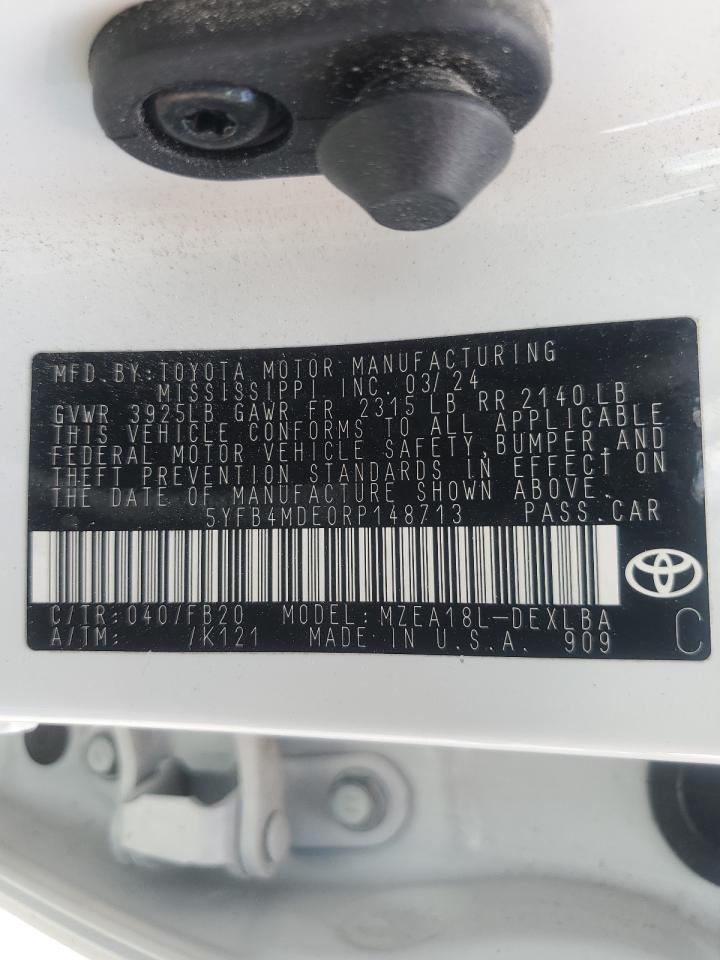 MFD. BY: TOYOTA MOTOR MANUFACTURING
MISSISSIPPI INC. 03/24
GVWR 3925LB GAWR FR 2315 LB RR 2140 LB
THIS VEHICLE CONFORMS TO ALL APPLICABLE
FEDERAL MOTOR VEHICLE SAFETY, BUMPER, AND
THEFT PREVENTION STANDARDS IN EFFECT ON
THE DATE OF MANUFACTURE SHOWN ABOVE.
5YFB4MDE0RP148713 PASS. CAR
C/TR: 040/FB20 MODEL: MZEA18L-DEXLBA
A/TM: /K121 MADE IN U.S.A. 909 C